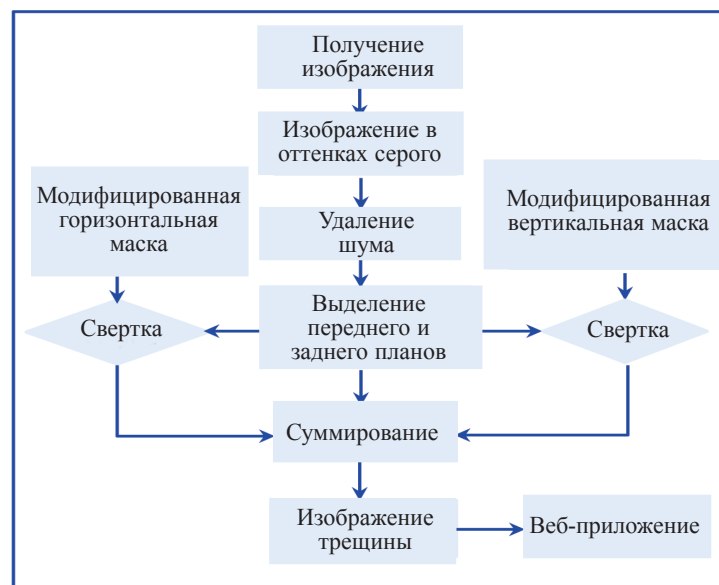 Получение
изображения
Изображение в
оттенках серого
Модифицированная
горизонтальная
маска
Удаление
шума
Модифицированная
вертикальная маска
Свертка
Выделение
переднего и
заднего планов
Свертка
Суммирование
Изображение
трещины
Веб-приложение